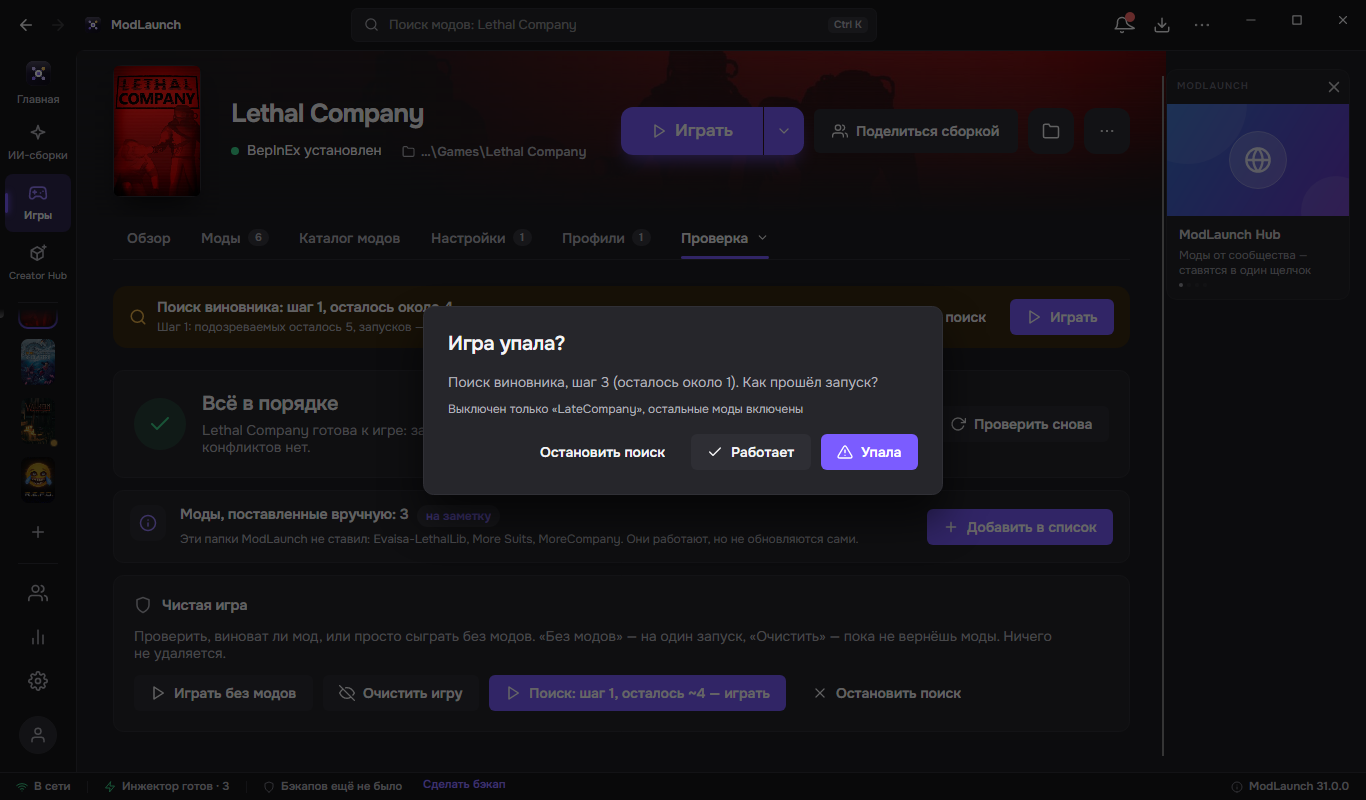 ModLaunch
Поиск модов: Lethal Company
Ctrl K
Главная
ИИ-сборки
Игры
Creator Hub
LETHAL
COMPANY
Lethal Company
BepInEx установлен
...\Games\Lethal Company
Играть
Поделиться сборкой
Обзор
Моды 6
Каталог модов
Настройки 1
Профили 1
Проверка
Поиск виновника: шаг 1, осталось около 4
Шаг 1: подозреваемых осталось 5, запусков —
поиск
Играть
Игра упала?
Поиск виновника, шаг 3 (осталось около 1). Как прошёл запуск?
Выключен только «LateCompany», остальные моды включены
Остановить поиск
Работает
Упала
Всё в порядке
Lethal Company готова к игре:
конфликтов нет.
Проверить снова
Моды, поставленные вручную: 3
на заметку
Эти папки ModLaunch не ставил: Evaisa-LethalLib, More Suits, MoreCompany. Они работают, но не обновляются сами.
Добавить в список
Чистая игра
Проверить, виноват ли мод, или просто сыграть без модов. «Без модов» — на один запуск, «Очистить» — пока не вернёшь моды. Ничего
не удаляется.
Играть без модов
Очистить игру
Поиск: шаг 1, осталось ~4 — играть
Остановить поиск
MODLAUNCH
ModLaunch Hub
Моды от сообщества —
ставятся в один щелчок
В сети
Инжектор готов · 3
Бэкапов ещё не было
Сделать бэкап
ModLaunch 31.0.0